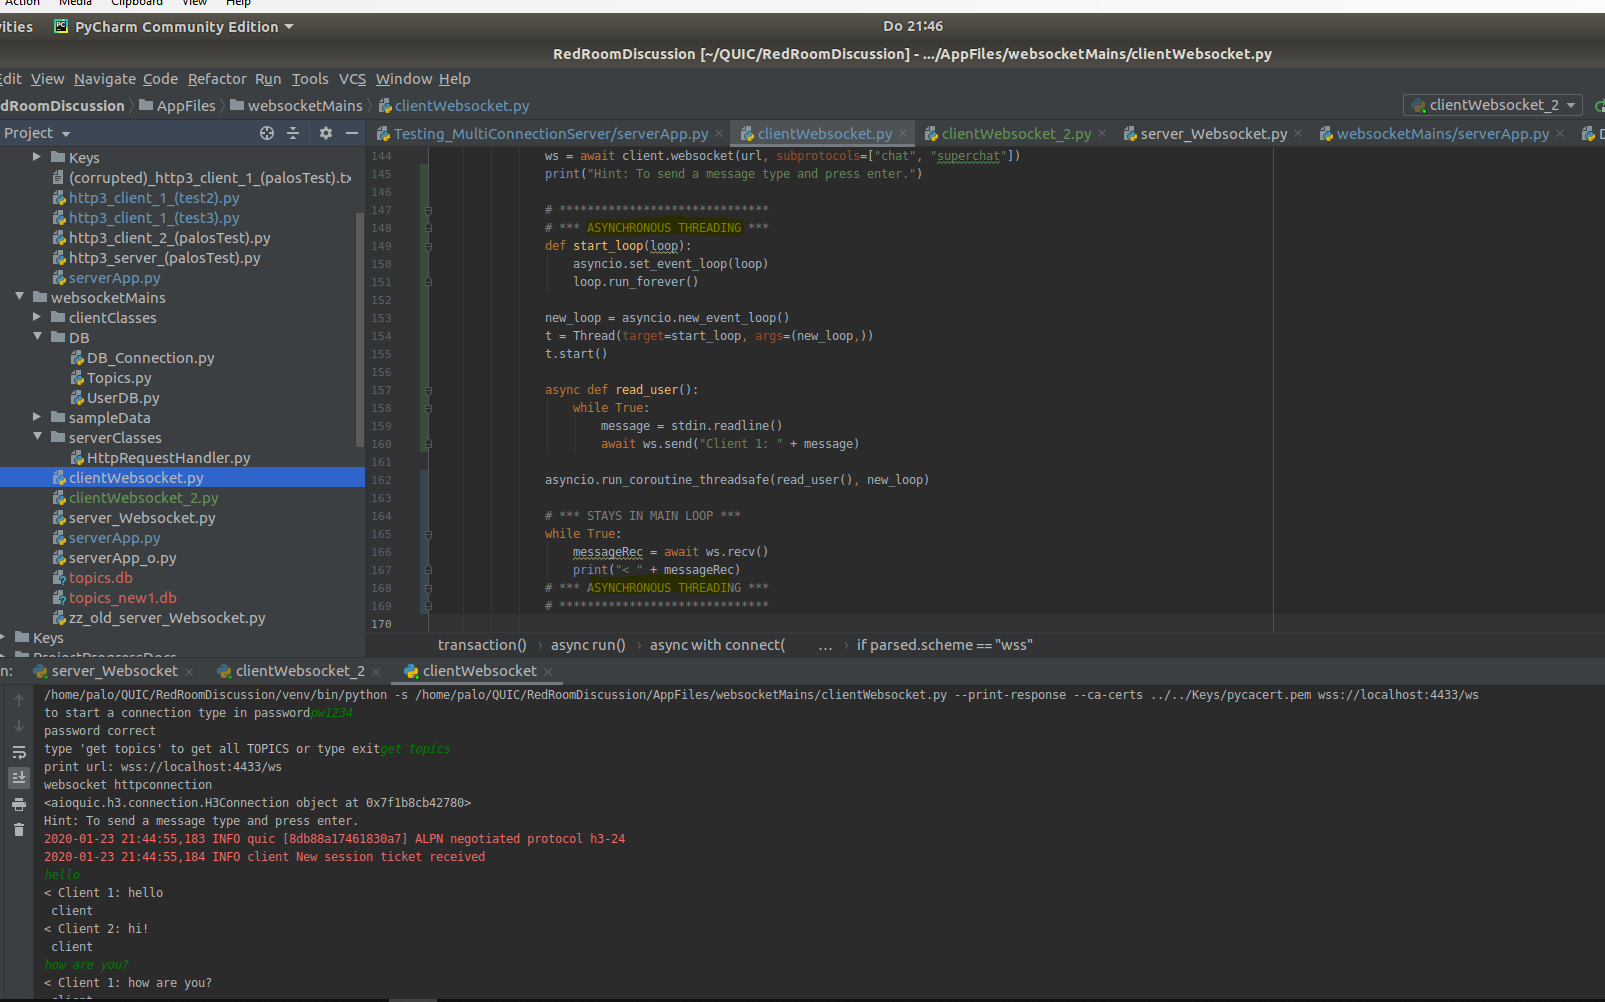 Action Media Clipboard View Help
ities PyCharm Community Edition Do 21:46
RedRoomDiscussion [~/QUIC/RedRoomDiscussion] - .../AppFiles/websocketMains/clientWebsocket.py
Edit View Navigate Code Refactor Run Tools VCS Window Help
dRoomDiscussion AppFiles websocketMains clientWebsocket.py clientWebsocket_2
Project Testing_MultiConnectionServer/serverApp.py clientWebsocket.py clientWebsocket_2.py server_Websocket.py websocketMains/serverApp.py D
Keys
(corrupted)_http3_client_1_(palosTest).tx
http3_client_1_(test2).py
http3_client_1_(test3).py
http3_client_2_(palosTest).py
http3_server_(palosTest).py
serverApp.py
websocketMains
clientClasses
DB
DB_Connection.py
Topics.py
UserDB.py
sampleData
serverClasses
HttpRequestHandler.py
clientWebsocket.py
clientWebsocket_2.py
server_Websocket.py
serverApp.py
serverApp_o.py
topics.db
topics_new1.db
zz_old_server_Websocket.py
Keys
ProjectProgressDocs
144 ws = await client.websocket(url, subprotocols=["chat", "superchat"])
145 print("Hint: To send a message type and press enter.")
146
147 # ******************************
148 # *** ASYNCHRONOUS THREADING ***
149 def start_loop(loop):
150 asyncio.set_event_loop(loop)
151 loop.run_forever()
152
153 new_loop = asyncio.new_event_loop()
154 t = Thread(target=start_loop, args=(new_loop,))
155 t.start()
156
157 async def read_user():
158 while True:
159 message = stdin.readline()
160 await ws.send("Client 1: " + message)
161
162 asyncio.run_coroutine_threadsafe(read_user(), new_loop)
163
164 # *** STAYS IN MAIN LOOP ***
165 while True:
166 messageRec = await ws.recv()
167 print("< " + messageRec)
168 # *** ASYNCHRONOUS THREADING ***
169 # ******************************
170
transaction() › async run() › async with connect( ... › if parsed.scheme == "wss"
n: server_Websocket clientWebsocket_2 clientWebsocket
/home/palo/QUIC/RedRoomDiscussion/venv/bin/python -s /home/palo/QUIC/RedRoomDiscussion/AppFiles/websocketMains/clientWebsocket.py --print-response --ca-certs ../../Keys/pycacert.pem wss://localhost:4433/ws
to start a connection type in passwordpw1234
password correct
type 'get topics' to get all TOPICS or type exitget topics
print url: wss://localhost:4433/ws
websocket httpconnection
<aioquic.h3.connection.H3Connection object at 0x7f1b8cb42780>
Hint: To send a message type and press enter.
2020-01-23 21:44:55,183 INFO quic [8db88a17461830a7] ALPN negotiated protocol h3-24
2020-01-23 21:44:55,184 INFO client New session ticket received
hello
< Client 1: hello
client
< Client 2: hi!
client
how are you?
< Client 1: how are you?
client